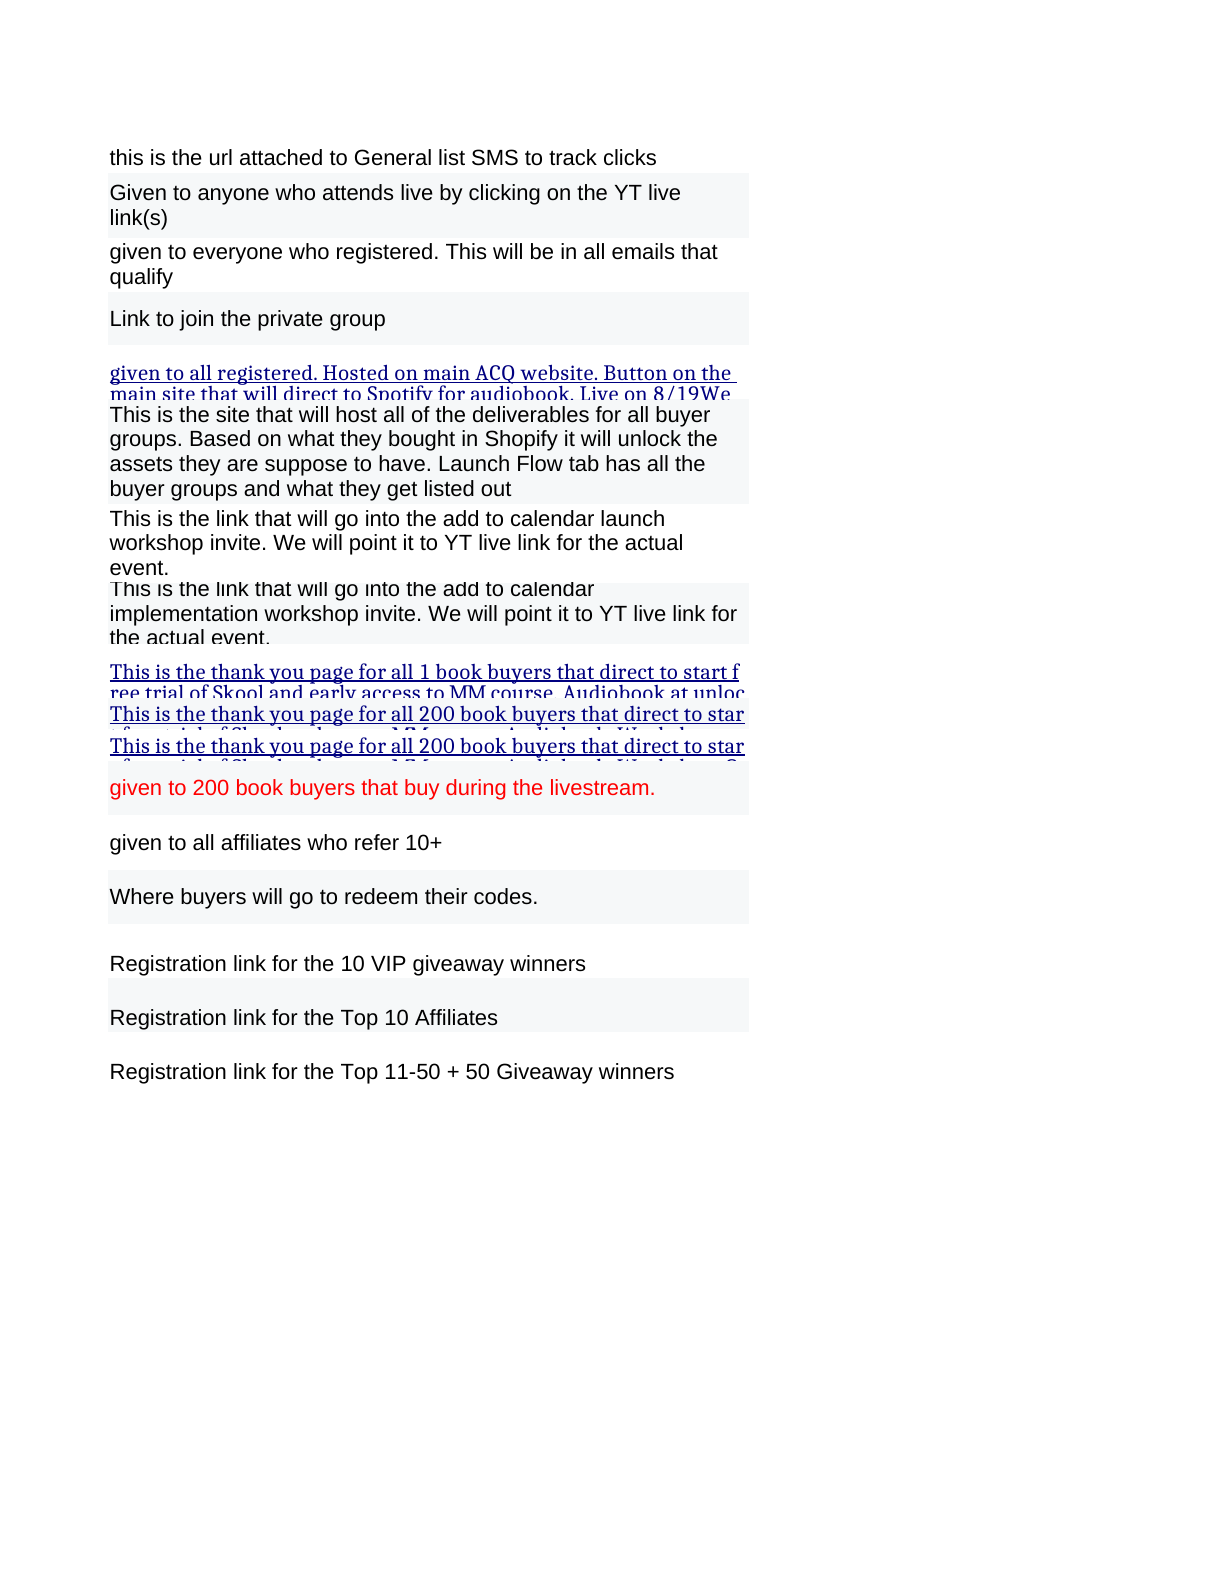 this is the url attached to General list SMS to track clicks
Given to anyone who attends live by clicking on the YT live
link(s)
given to everyone who registered. This will be in all emails that
qualify
Link to join the private group
given to all registered. Hosted on main ACQ website. Button on the
main site that will direct to Spotify for audiobook. Live on 8/19We
This is the site that will host all of the deliverables for all buyer
groups. Based on what they bought in Shopify it will unlock the
assets they are suppose to have. Launch Flow tab has all the
buyer groups and what they get listed out
This is the link that will go into the add to calendar launch
workshop invite. We will point it to YT live link for the actual
event.
This is the link that will go into the add to calendar
implementation workshop invite. We will point it to YT live link for
the actual event.
This is the thank you page for all 1 book buyers that direct to start f
ree trial of Skool and early access to MM course. Audiobook at unloc
This is the thank you page for all 200 book buyers that direct to star
This is the thank you page for all 200 book buyers that direct to star
given to 200 book buyers that buy during the livestream.
given to all affiliates who refer 10+
Where buyers will go to redeem their codes.
Registration link for the 10 VIP giveaway winners
Registration link for the Top 10 Affiliates
Registration link for the Top 11-50 + 50 Giveaway winners